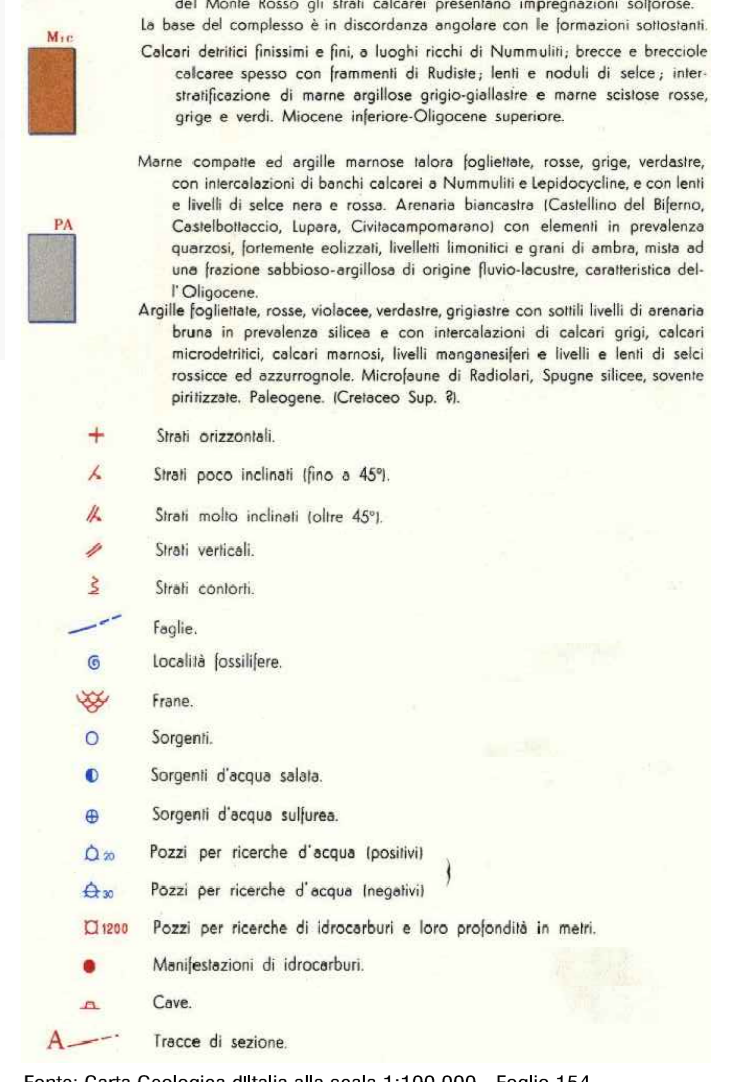 del Monte Rosso gli strati calcarei presentano impregnazioni solforose.
La base del complesso è in discordanza angolare con le formazioni sottostanti.
Mic
Calcari detritici finissimi e fini, a luoghi ricchi di Nummuliti; brecce e brecciole
calcaree spesso con frammenti di Rudiste; lenti e noduli di selce; inter-
stratificazione di marne argillose grigio-giallastre e marne scistose rosse,
grige e verdi. Miocene inferiore-Oligocene superiore.
Marne compatte ed argille marnose talora fogliettate, rosse, grige, verdastre,
con intercalazioni di banchi calcarei a Nummuliti e Lepidocycline, e con lenti
e livelli di selce nera e rossa. Arenaria biancastra (Castellino del Biferno,
PA
Castelbottaccio, Lupara, Civitacampomarano) con elementi in prevalenza
quarzosi, fortemente eolizzati, livelletti limonitici e grani di ambra, mista ad
una frazione sabbioso-argillosa di origine fluvio-lacustre, caratteristica del-
l'Oligocene.
Argille fogliettate, rosse, violacee, verdastre, grigiastre con sottili livelli di arenaria
bruna in prevalenza silicea e con intercalazioni di calcari grigi, calcari
microdetritici, calcari marnosi, livelli manganesiferi e livelli e lenti di selci
rossicce ed azzurrognole. Microfaune di Radiolari, Spugne silicee, sovente
piritizzate. Paleogene. (Cretaceo Sup. ?).
Strati orizzontali.
Strati poco inclinati (fino a 45°).
Strati molto inclinati (oltre 45°).
Strati verticali.
Strati contorti.
Faglie.
Località fossilifere.
Frane.
Sorgenti.
Sorgenti d'acqua salata.
Sorgenti d'acqua sulfurea.
20 Pozzi per ricerche d'acqua (positivi)
30 Pozzi per ricerche d'acqua (negativi)
1200 Pozzi per ricerche di idrocarburi e loro profondità in metri.
Manifestazioni di idrocarburi.
Cave.
A Tracce di sezione.
Fonte: Carta Geologica d'Italia alla scala 1:100.000 - Foglio 154